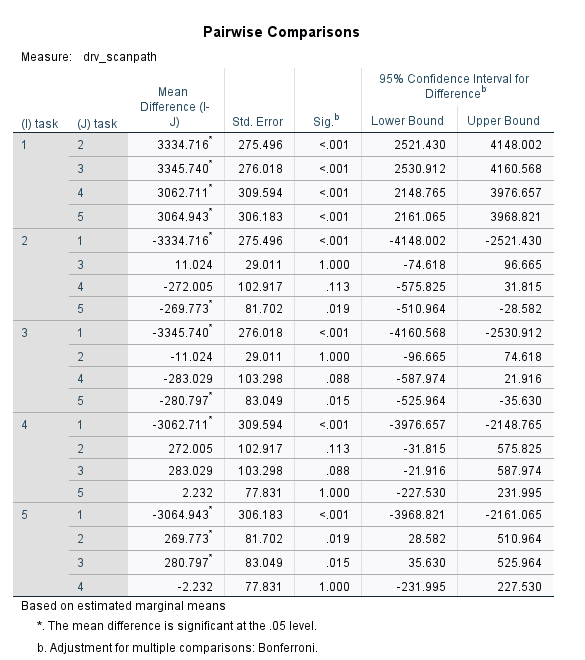 Pairwise Comparisons
Measure: drv_scanpath
(I) task (J) task Mean Difference (I-J) Std. Error Sig.b 95% Confidence Interval for Differenceb
Lower Bound Upper Bound
1 2 3334.716* 275.496 <.001 2521.430 4148.002
3 3345.740* 276.018 <.001 2530.912 4160.568
4 3062.711* 309.594 <.001 2148.765 3976.657
5 3064.943* 306.183 <.001 2161.065 3968.821
2 1 -3334.716* 275.496 <.001 -4148.002 -2521.430
3 11.024 29.011 1.000 -74.618 96.665
4 -272.005 102.917 .113 -575.825 31.815
5 -269.773* 81.702 .019 -510.964 -28.582
3 1 -3345.740* 276.018 <.001 -4160.568 -2530.912
2 -11.024 29.011 1.000 -96.665 74.618
4 -283.029 103.298 .088 -587.974 21.916
5 -280.797* 83.049 .015 -525.964 -35.630
4 1 -3062.711* 309.594 <.001 -3976.657 -2148.765
2 272.005 102.917 .113 -31.815 575.825
3 283.029 103.298 .088 -21.916 587.974
5 2.232 77.831 1.000 -227.530 231.995
5 1 -3064.943* 306.183 <.001 -3968.821 -2161.065
2 269.773* 81.702 .019 28.582 510.964
3 280.797* 83.049 .015 35.630 525.964
4 -2.232 77.831 1.000 -231.995 227.530
Based on estimated marginal means
*. The mean difference is significant at the .05 level.
b. Adjustment for multiple comparisons: Bonferroni.